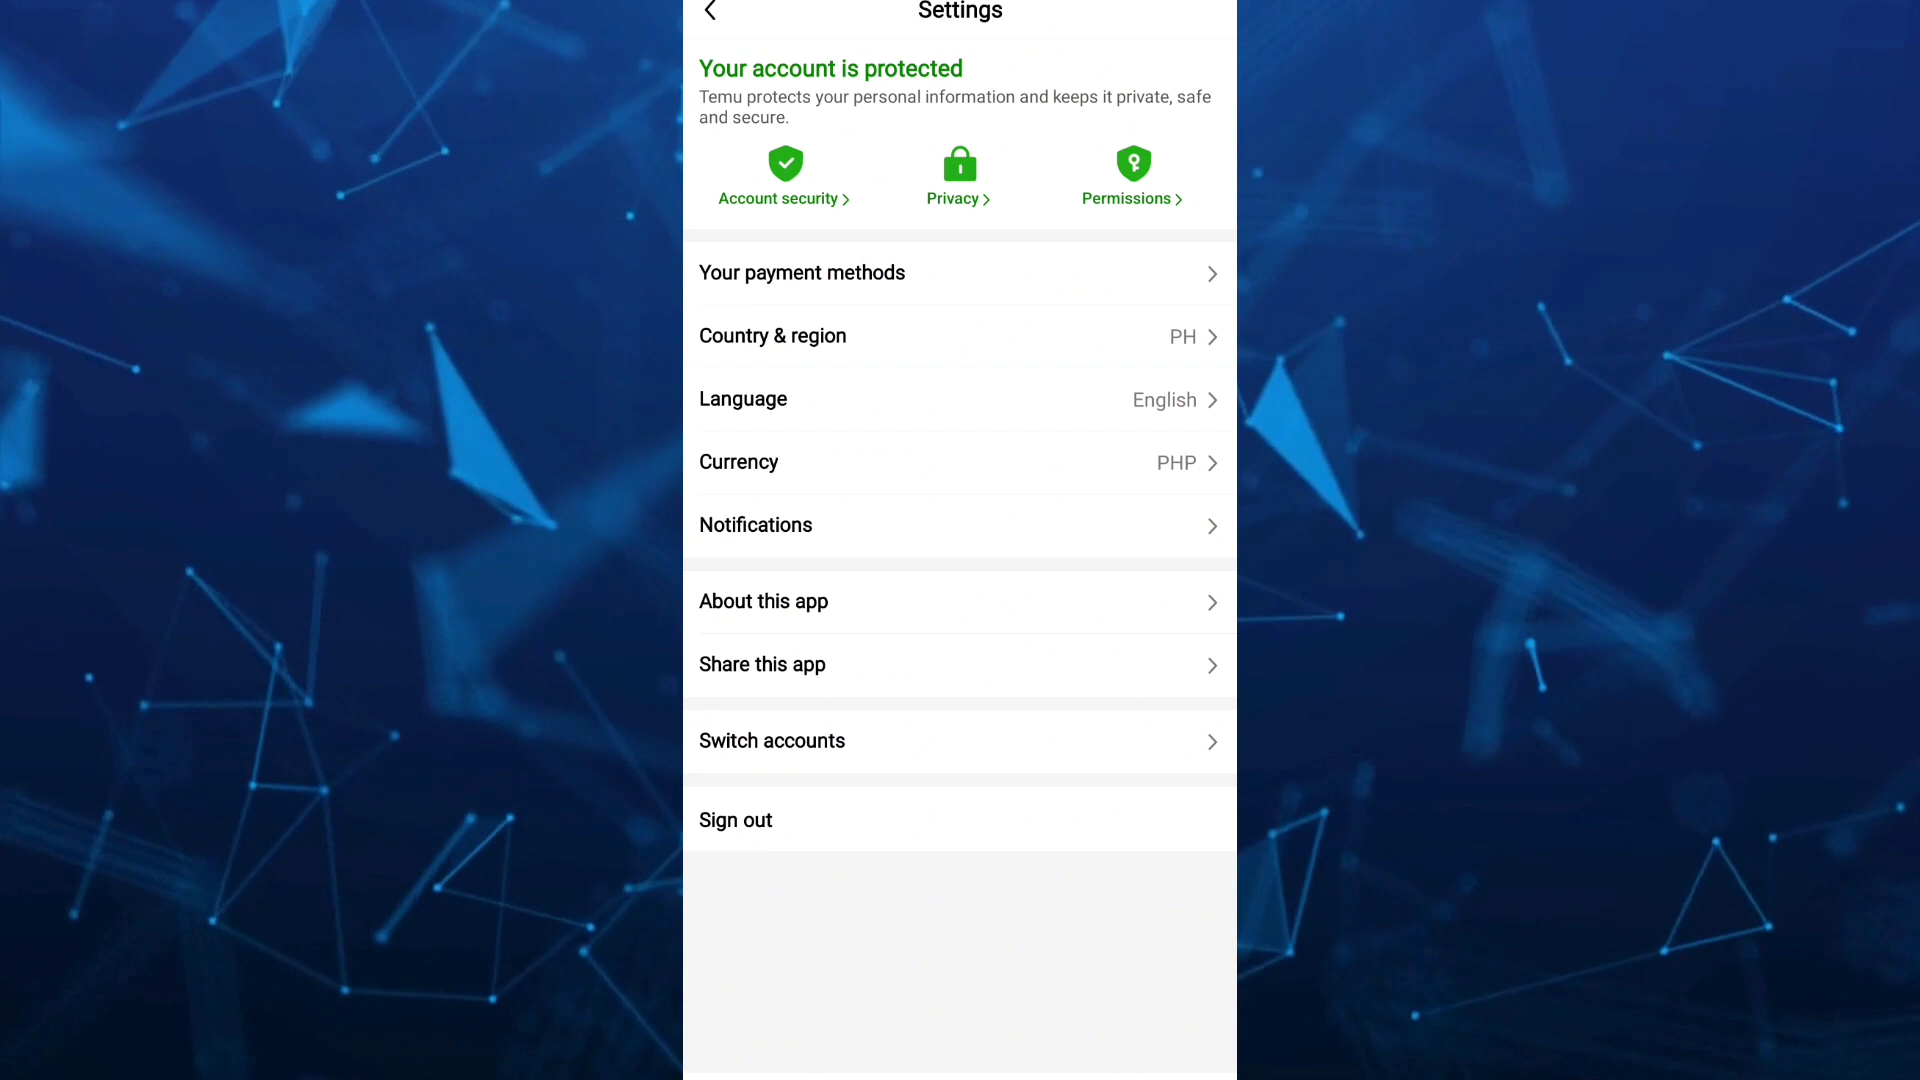 Settings
Your account is protected
Temu protects your personal information and keeps it private, safe
and secure.
Account security
Privacy
Permissions
Your payment methods
Country & region PH
Language English
Currency PHP
Notifications
About this app
Share this app
Switch accounts
Sign out